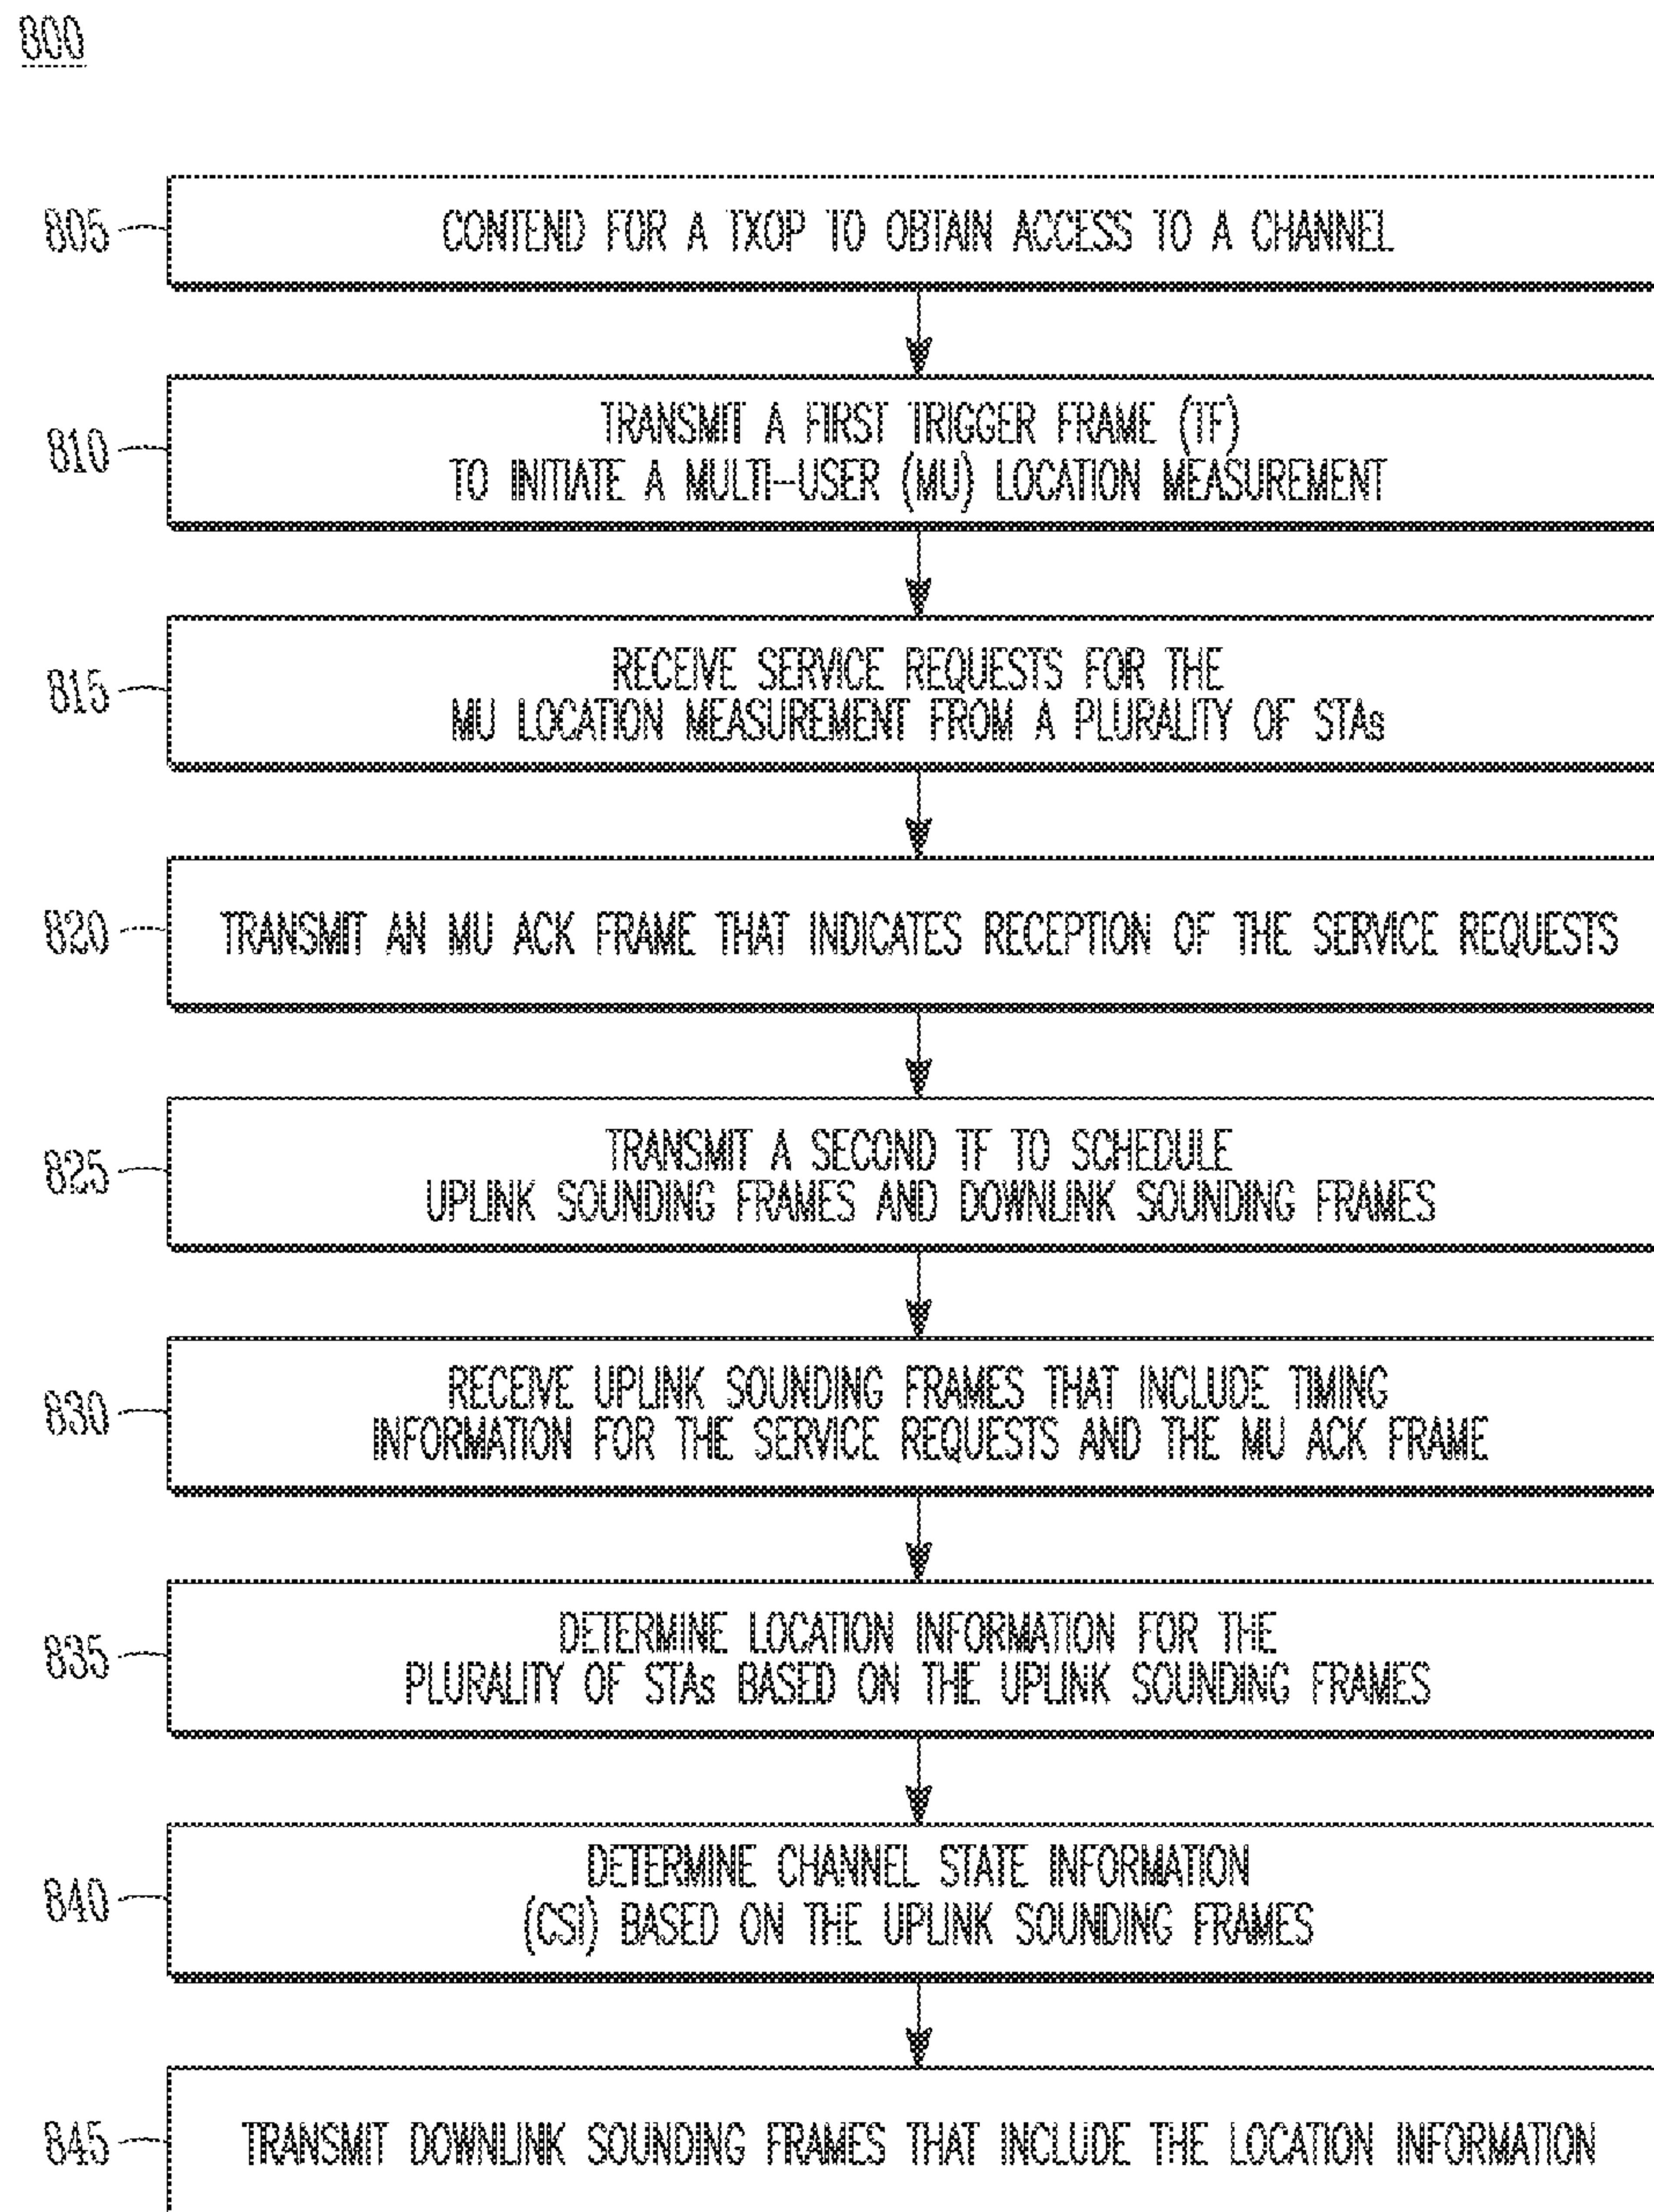 800
805
CONTEND FOR A TXOP TO OBTAIN ACCESS TO A CHANNEL
810
TRANSMIT A FIRST TRIGGER FRAME (TF)
TO INITIATE A MULTI-USER (MU) LOCATION MEASUREMENT
815
RECEIVE SERVICE REQUESTS FOR THE
MU LOCATION MEASUREMENT FROM A PLURALITY OF STAs
820
TRANSMIT AN MU ACK FRAME THAT INDICATES RECEPTION OF THE SERVICE REQUESTS
825
TRANSMIT A SECOND TF TO SCHEDULE
UPLINK SOUNDING FRAMES AND DOWNLINK SOUNDING FRAMES
830
RECEIVE UPLINK SOUNDING FRAMES THAT INCLUDE TIMING
INFORMATION FOR THE SERVICE REQUESTS AND THE MU ACK FRAME
835
DETERMINE LOCATION INFORMATION FOR THE
PLURALITY OF STAs BASED ON THE UPLINK SOUNDING FRAMES
840
DETERMINE CHANNEL STATE INFORMATION
(CSI) BASED ON THE UPLINK SOUNDING FRAMES
845
TRANSMIT DOWNLINK SOUNDING FRAMES THAT INCLUDE THE LOCATION INFORMATION